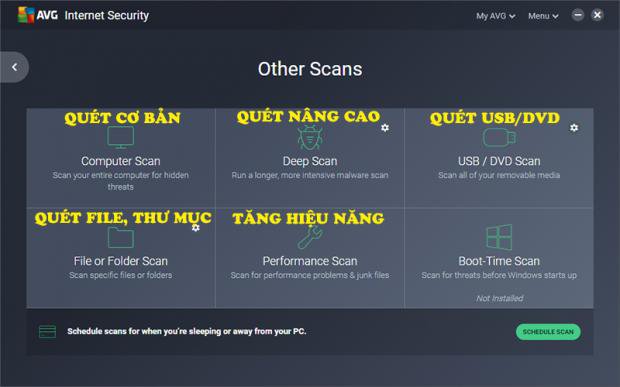 AVG Internet Security
My AVG
Menu
Other Scans
QUÉT CƠ BẢN
Computer Scan
Scan your entire computer for hidden
threats
QUÉT NÂNG CAO
Deep Scan
Run a longer, more intensive malware scan
QUÉT USB/DVD
USB / DVD Scan
Scan all of your removable media
QUÉT FILE, THƯ MỤC
File or Folder Scan
Scan specific files or folders
TĂNG HIỆU NĂNG
Performance Scan
Scan for performance problems & junk files
Boot-Time Scan
Scan for threats before Windows starts up
Not Installed
Schedule scans for when you're sleeping or away from your PC.
SCHEDULE SCAN